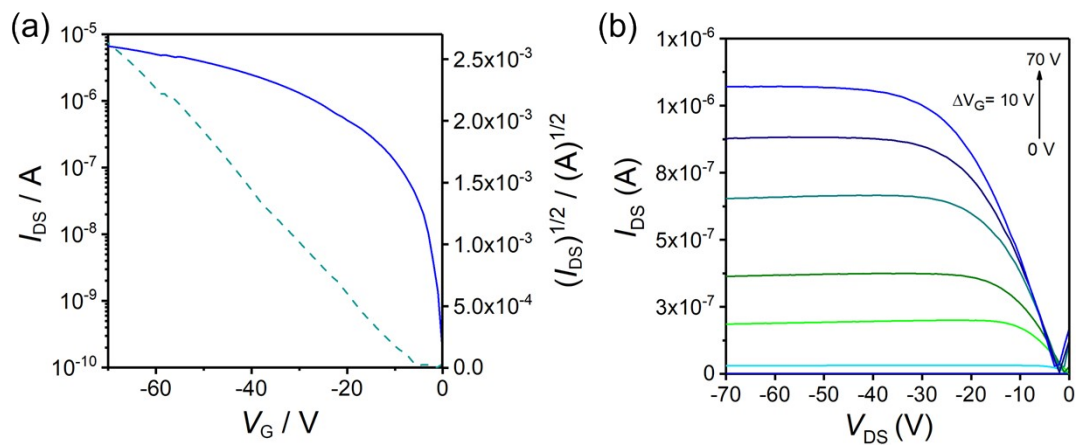 (a)
10⁻⁵
10⁻⁶
10⁻⁷
10⁻⁸
10⁻⁹
10⁻¹⁰
I_DS / A
-60
-40
-20
0
V_G / V
2.5x10⁻³
2.0x10⁻³
1.5x10⁻³
1.0x10⁻³
5.0x10⁻⁴
0.0
(I_DS)^1/2 / (A)^1/2
(b)
1x10⁻⁶
1x10⁻⁶
8x10⁻⁷
5x10⁻⁷
3x10⁻⁷
0
I_DS (A)
70 V
ΔV_G= 10 V
0 V
-70
-60
-50
-40
-30
-20
-10
0
V_DS (V)